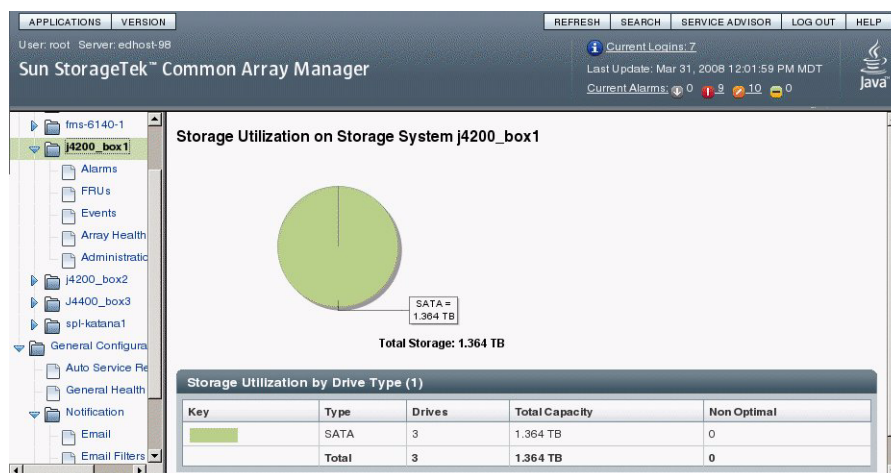 APPLICATIONS VERSION REFRESH SEARCH SERVICE ADVISOR LOG OUT HELP
User: root Server: edhost-98
Sun StorageTek™ Common Array Manager
Current Logins: 7
Last Update: Mar 31, 2008 12:01:59 PM MDT
Current Alarms: 0 9 10 0
Java
fms-6140-1
j4200_box1
Alarms
FRUs
Events
Array Health
Administratic
j4200_box2
J4400_box3
spl-katana1
General Configura
Auto Service Re
General Health
Notification
Email
Email Filters
Storage Utilization on Storage System j4200_box1
SATA =
1.364 TB
Total Storage: 1.364 TB
Storage Utilization by Drive Type (1)
Key Type Drives Total Capacity Non Optimal
SATA 3 1.364 TB 0
Total 3 1.364 TB 0